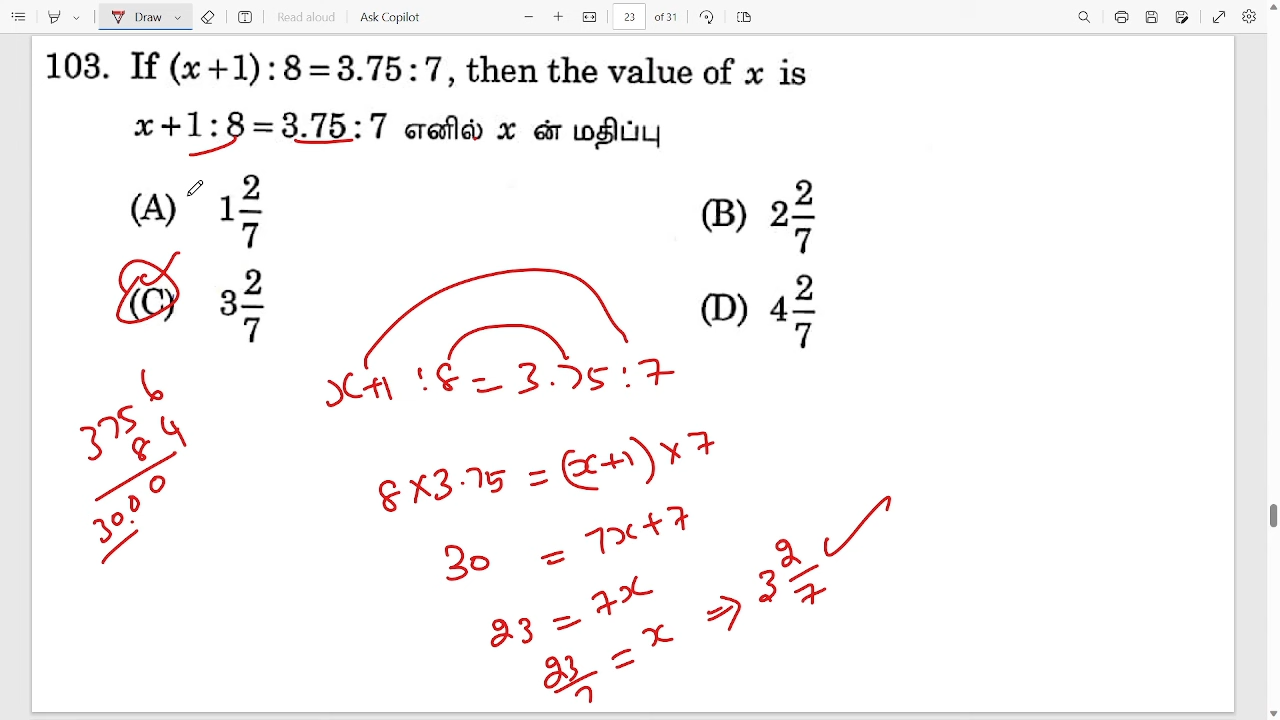 Draw
Read aloud
Ask Copilot
23 of 31
103. If (x+1) : 8 = 3.75 : 7, then the value of x is
x+1 : 8 = 3.75 : 7 எனில் x ன் மதிப்பு
(A) 1 2/7
(B) 2 2/7
(C) 3 2/7
(D) 4 2/7
x+1 : 8 = 3.75 : 7
6 4
375
8
30.00
8×3.75 = (x+1)×7
30 = 7x+7
23 = 7x
23/7 = x ⇒ 3 2/7